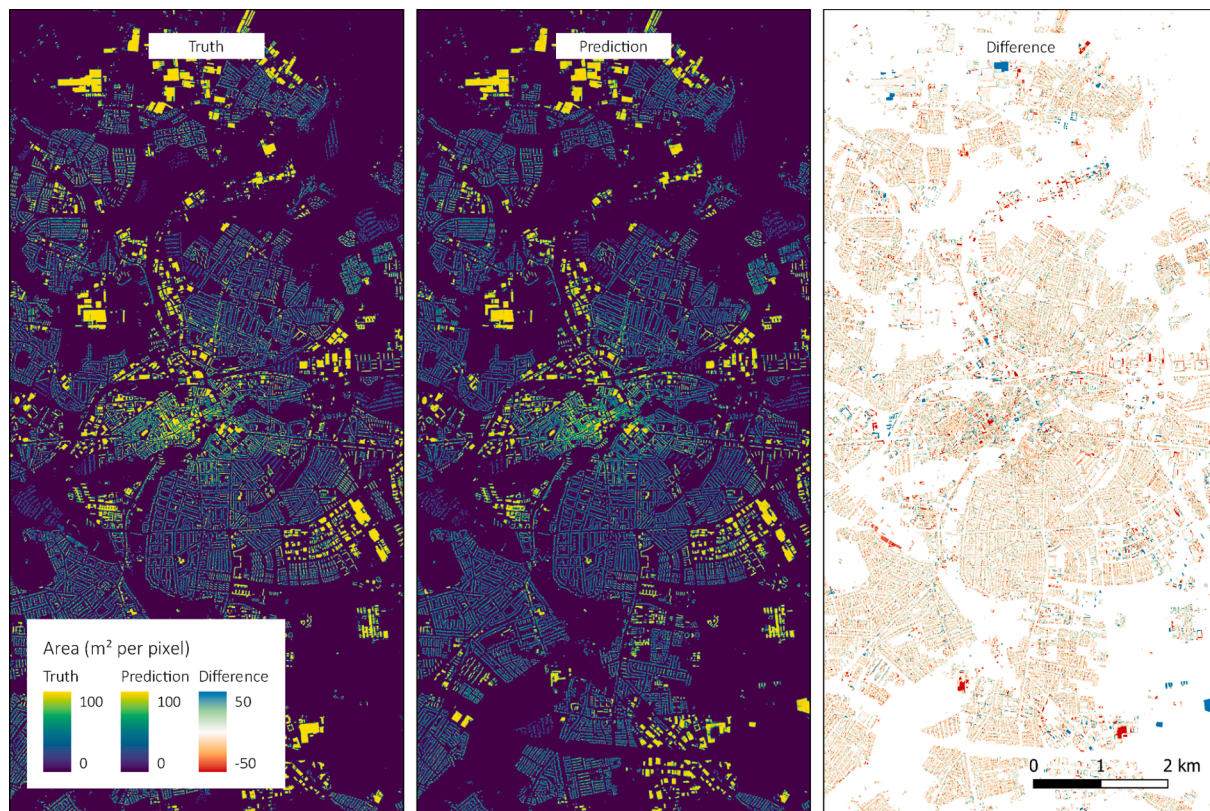 Truth
Prediction
Difference
Area (m² per pixel)
Truth Prediction Difference
100 100 50
0 0 -50
0 1 2 km